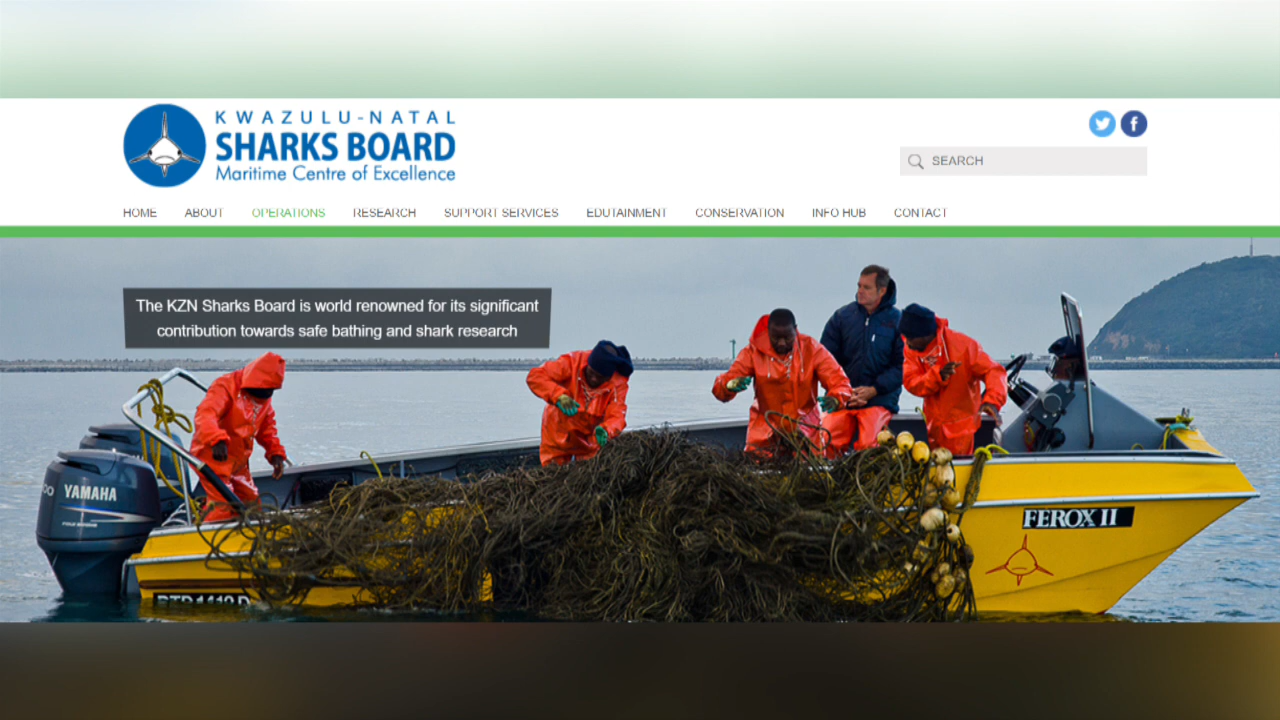 KWAZULU-NATAL
SHARKS BOARD
Maritime Centre of Excellence
SEARCH
HOME ABOUT OPERATIONS RESEARCH SUPPORT SERVICES EDUTAINMENT CONSERVATION INFO HUB CONTACT
The KZN Sharks Board is world renowned for its significant
contribution towards safe bathing and shark research
YAMAHA
FEROX II